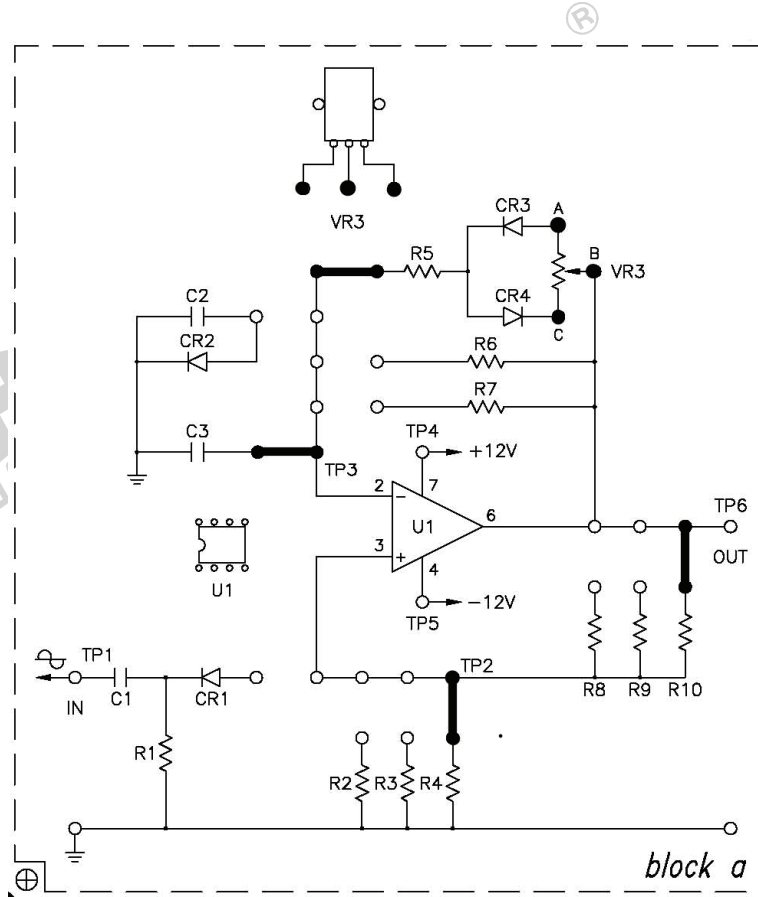 ®
VR3
CR3
A
R5
B
VR3
C2
CR4
CR2
C
R6
R7
C3
TP4
+12V
TP3
2
−
7
U1
6
TP6
3
+
4
OUT
U1
−12V
TP5
TP1
TP2
IN
C1
CR1
R8
R9
R10
R1
R2
R3
R4
block a